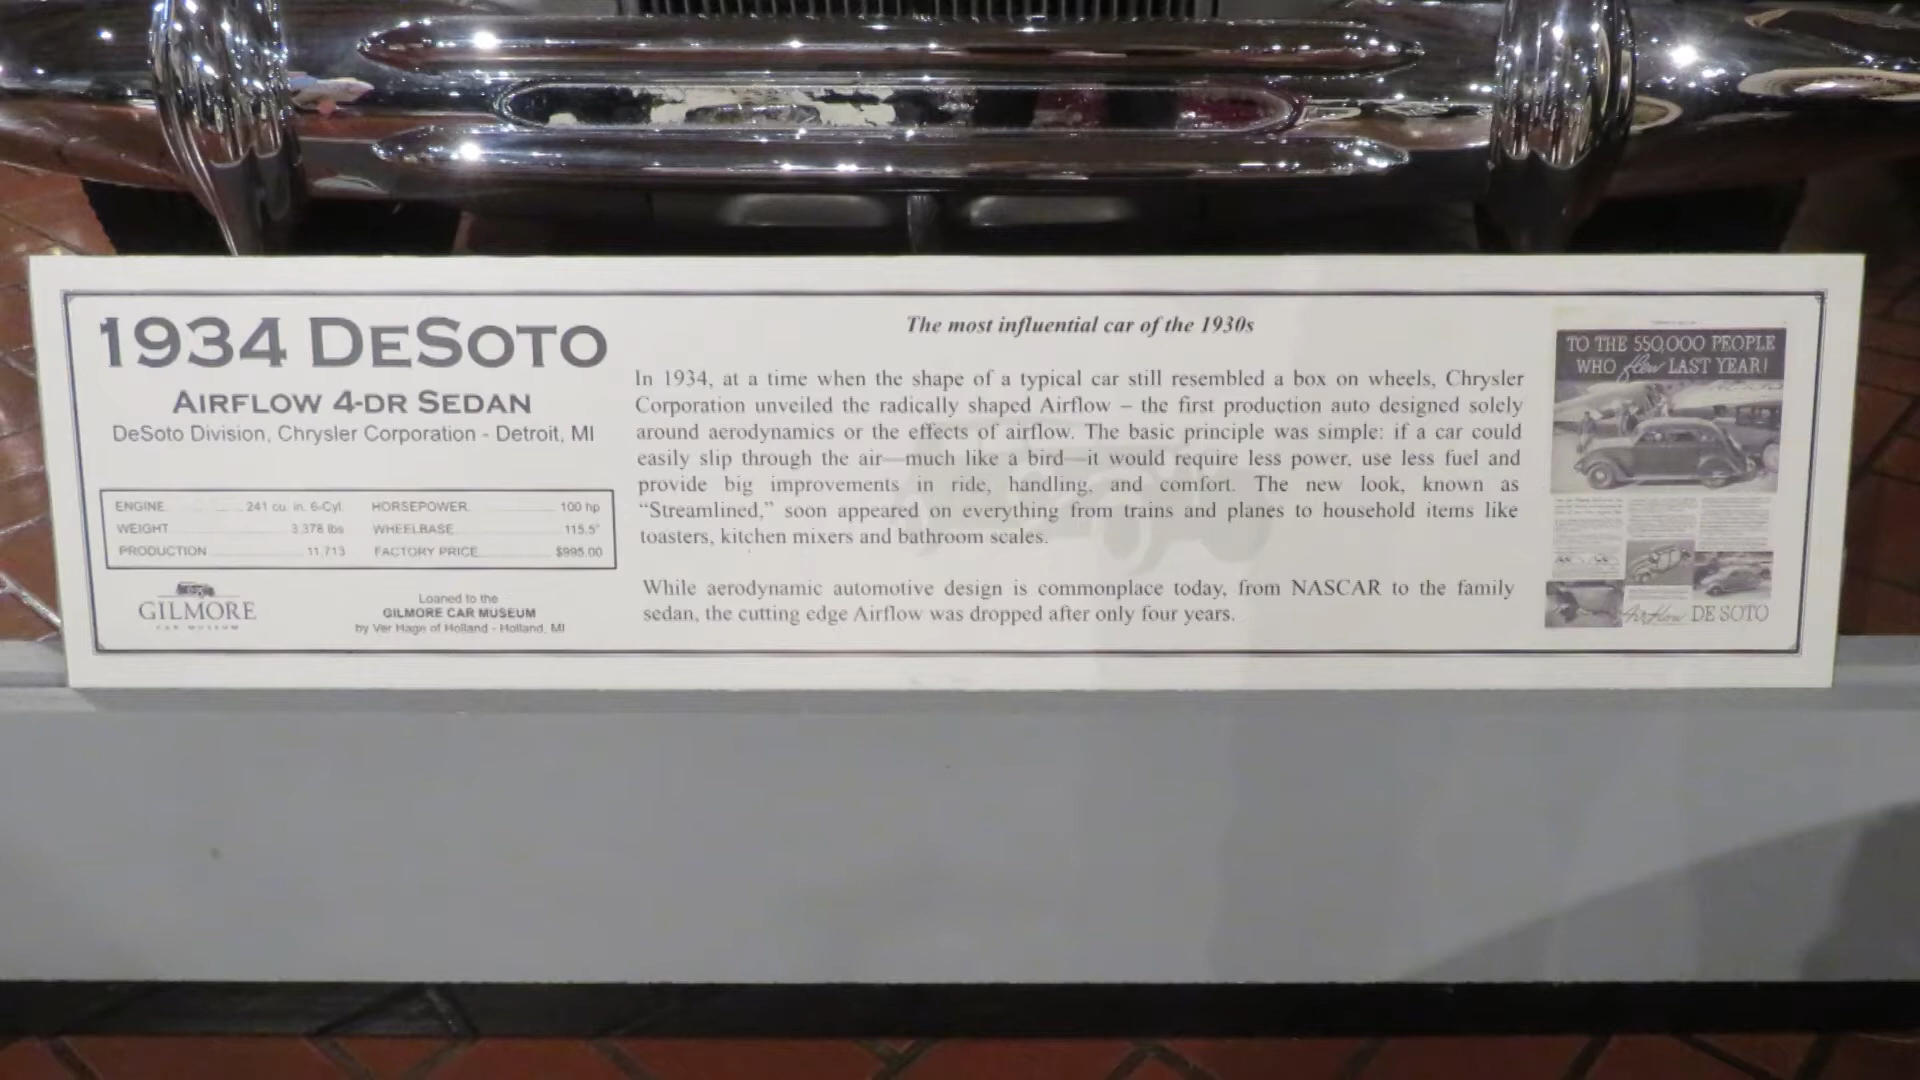 1934 DeSoto
Airflow 4-dr Sedan
DeSoto Division, Chrysler Corporation - Detroit, MI
ENGINE 241 cu. in. 6-Cyl. HORSEPOWER 100 hp
WEIGHT 3,378 lbs WHEELBASE 115.5"
PRODUCTION 11,713 FACTORY PRICE $995.00
GILMORE
CAR MUSEUM
Loaned to the
GILMORE CAR MUSEUM
by Ver Hage of Holland - Holland, MI
The most influential car of the 1930s
In 1934, at a time when the shape of a typical car still resembled a box on wheels, Chrysler
Corporation unveiled the radically shaped Airflow – the first production auto designed solely
around aerodynamics or the effects of airflow. The basic principle was simple: if a car could
easily slip through the air—much like a bird—it would require less power, use less fuel and
provide big improvements in ride, handling, and comfort. The new look, known as
“Streamlined,” soon appeared on everything from trains and planes to household items like
toasters, kitchen mixers and bathroom scales.
While aerodynamic automotive design is commonplace today, from NASCAR to the family
sedan, the cutting edge Airflow was dropped after only four years.
TO THE 550,000 PEOPLE
WHO flew LAST YEAR!
Airflow DE SOTO